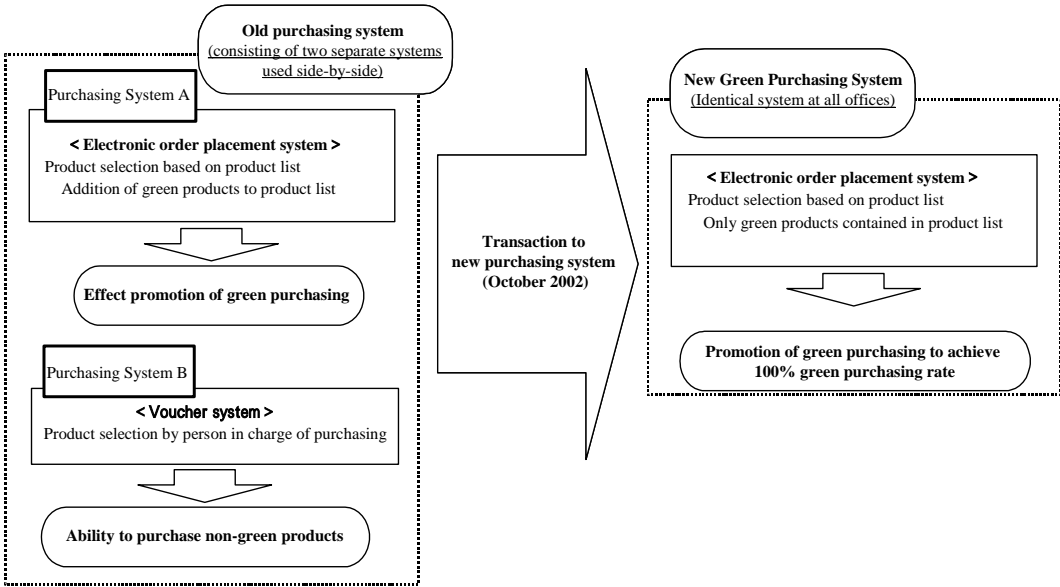 Old purchasing system
(consisting of two separate systems
used side-by-side)
Purchasing System A
< Electronic order placement system >
Product selection based on product list
Addition of green products to product list
Effect promotion of green purchasing
Purchasing System B
< Voucher system >
Product selection by person in charge of purchasing
Ability to purchase non-green products
Transaction to
new purchasing system
(October 2002)
New Green Purchasing System
(Identical system at all offices)
< Electronic order placement system >
Product selection based on product list
Only green products contained in product list
Promotion of green purchasing to achieve
100% green purchasing rate